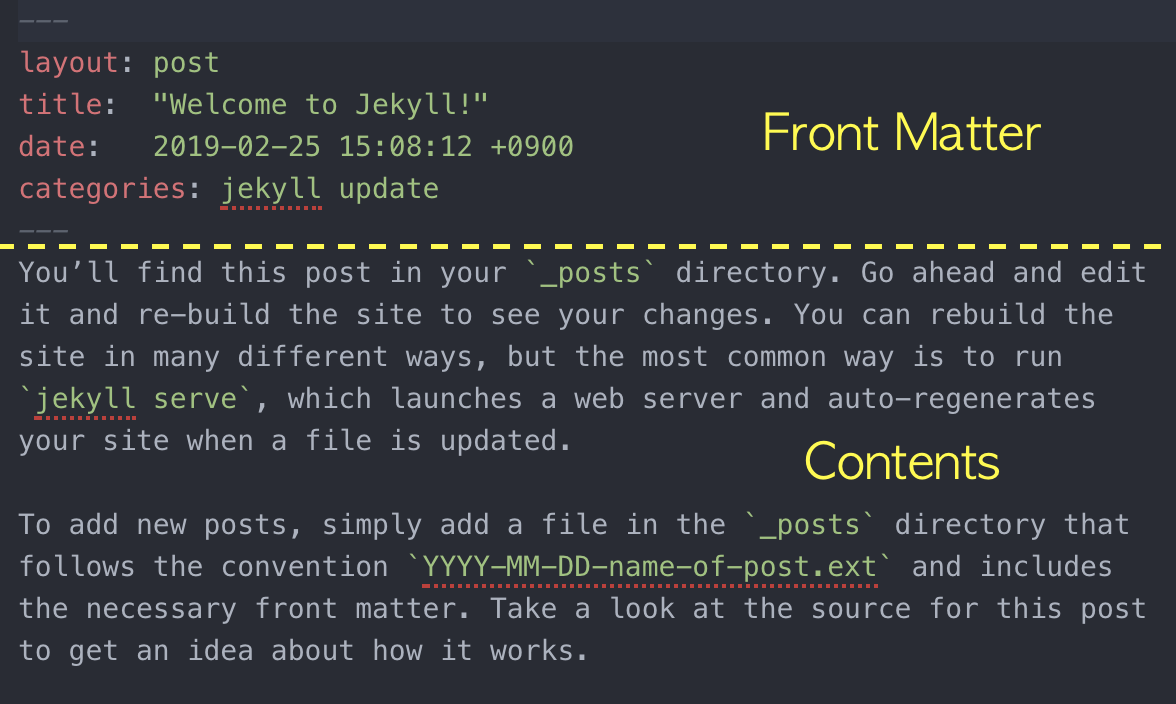 ---
layout: post
title:  "Welcome to Jekyll!"
date:   2019-02-25 15:08:12 +0900
Front Matter
categories: jekyll update
---
You’ll find this post in your `_posts` directory. Go ahead and edit
it and re-build the site to see your changes. You can rebuild the
site in many different ways, but the most common way is to run
`jekyll serve`, which launches a web server and auto-regenerates
your site when a file is updated.
Contents
To add new posts, simply add a file in the `_posts` directory that
follows the convention `YYYY-MM-DD-name-of-post.ext` and includes
the necessary front matter. Take a look at the source for this post
to get an idea about how it works.